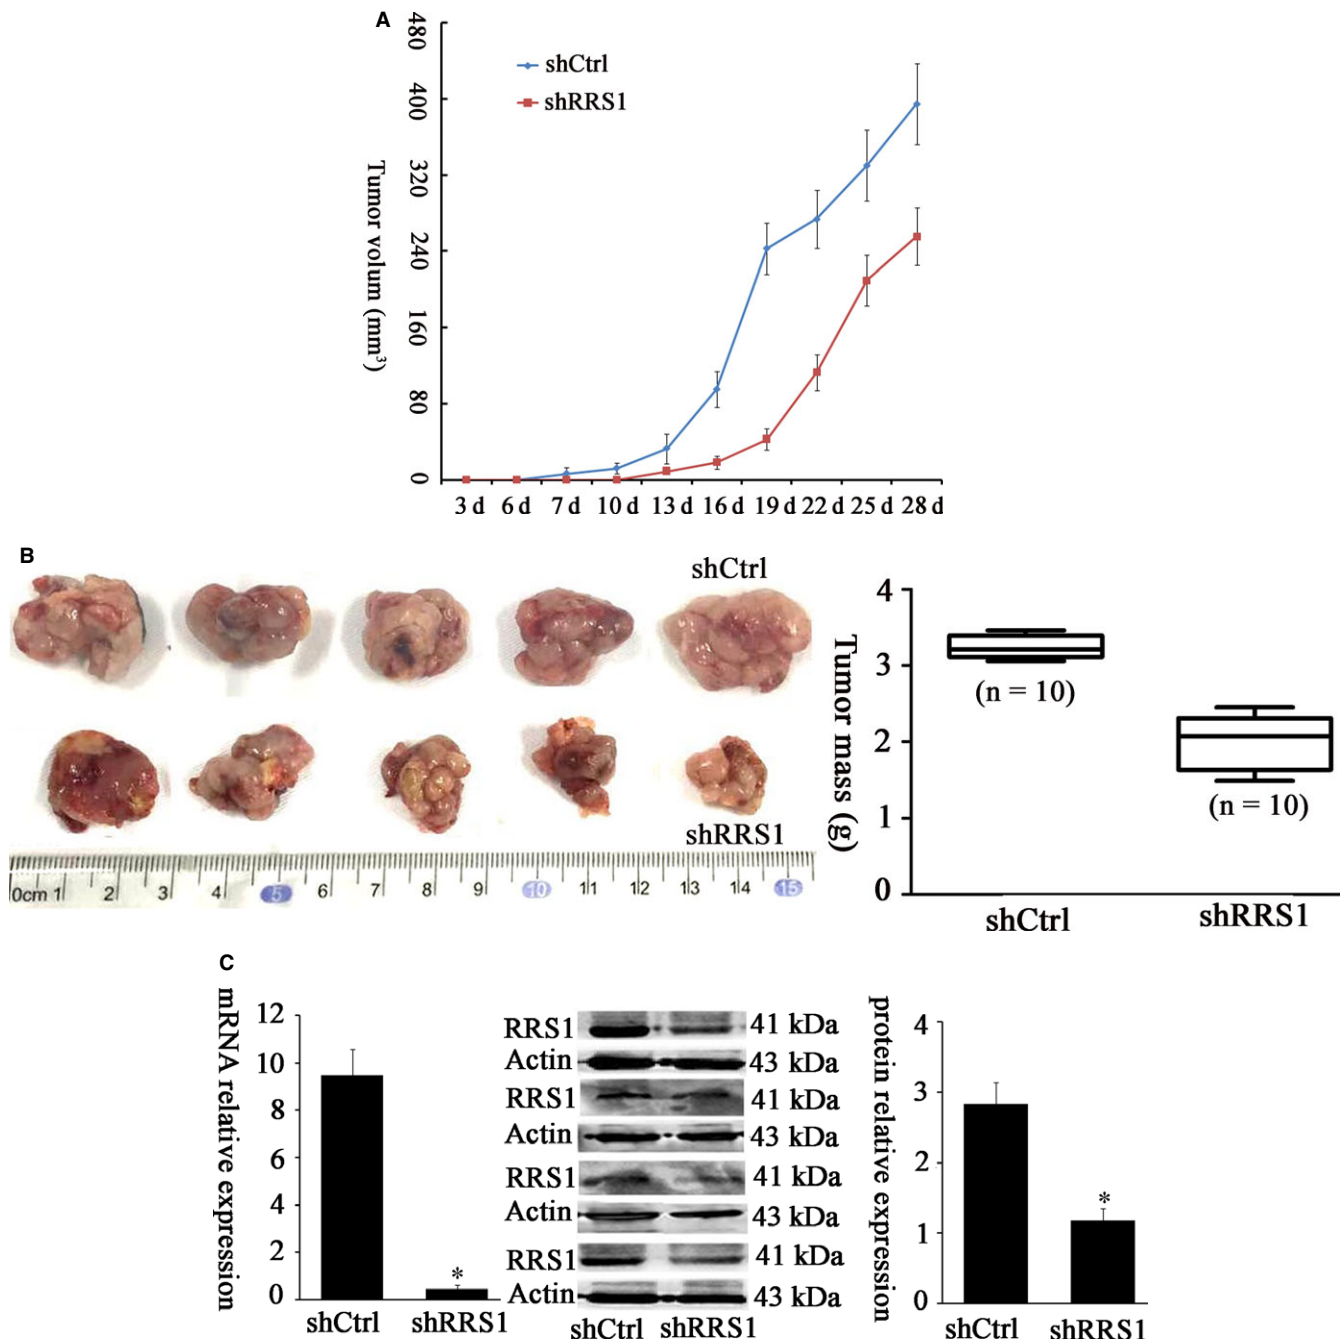 A
480
400
320
240
160
80
0
Tumor volum (mm³)
shCtrl
shRRS1
3 d 6 d 7 d 10 d 13 d 16 d 19 d 22 d 25 d 28 d
B
shCtrl
shRRS1
0cm 1 2 3 4 5 6 7 8 9 10 11 12 13 14 15
Tumor mass (g)
4
3
2
1
0
(n = 10)
(n = 10)
shCtrl shRRS1
C
mRNA relative expression
12
10
8
6
4
2
0
*
shCtrl shRRS1
RRS1 41 kDa
Actin 43 kDa
RRS1 41 kDa
Actin 43 kDa
RRS1 41 kDa
Actin 43 kDa
RRS1 41 kDa
Actin 43 kDa
shCtrl shRRS1
protein relative expression
4
3
2
1
0
*
shCtrl shRRS1